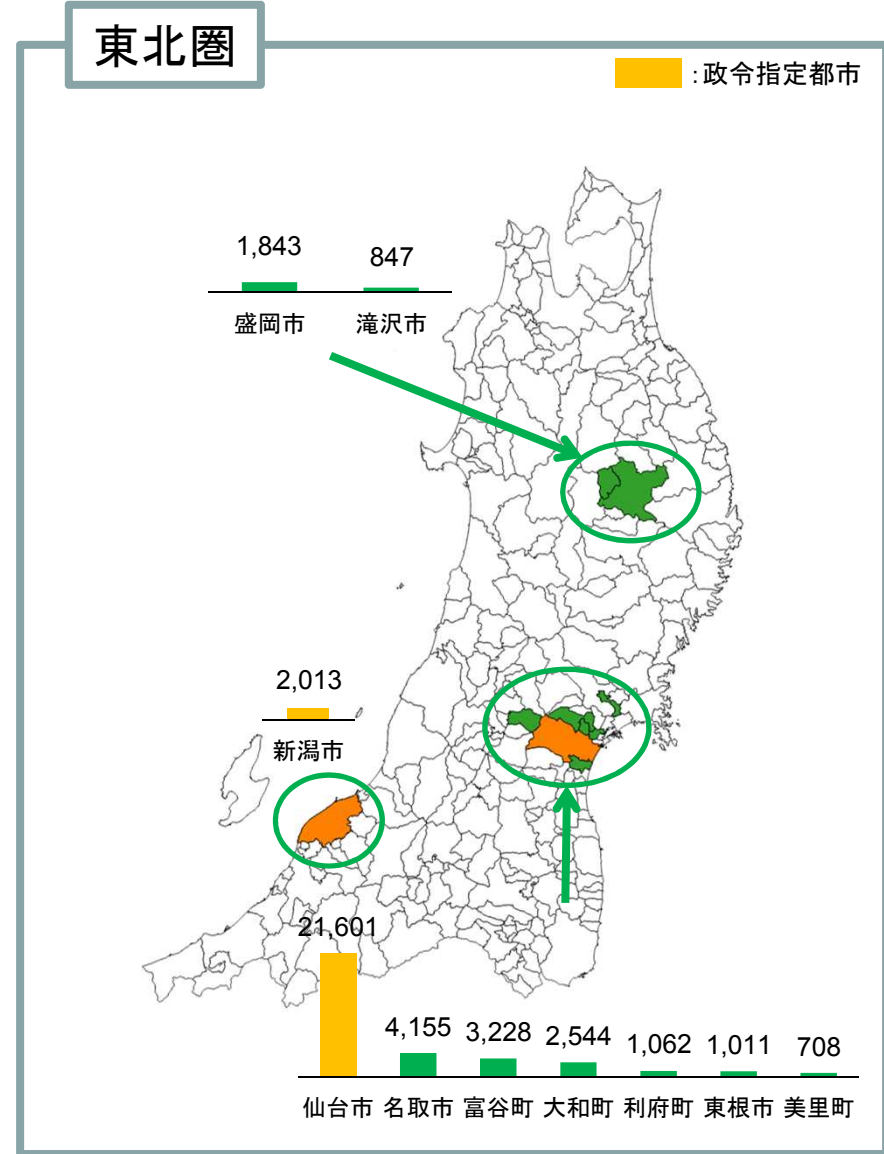 東北圏
:政令指定都市
1,843 847
盛岡市 滝沢市
2,013
新潟市
21,601 4,155 3,228 2,544 1,062 1,011 708
仙台市 名取市 富谷町 大和町 利府町 東根市 美里町